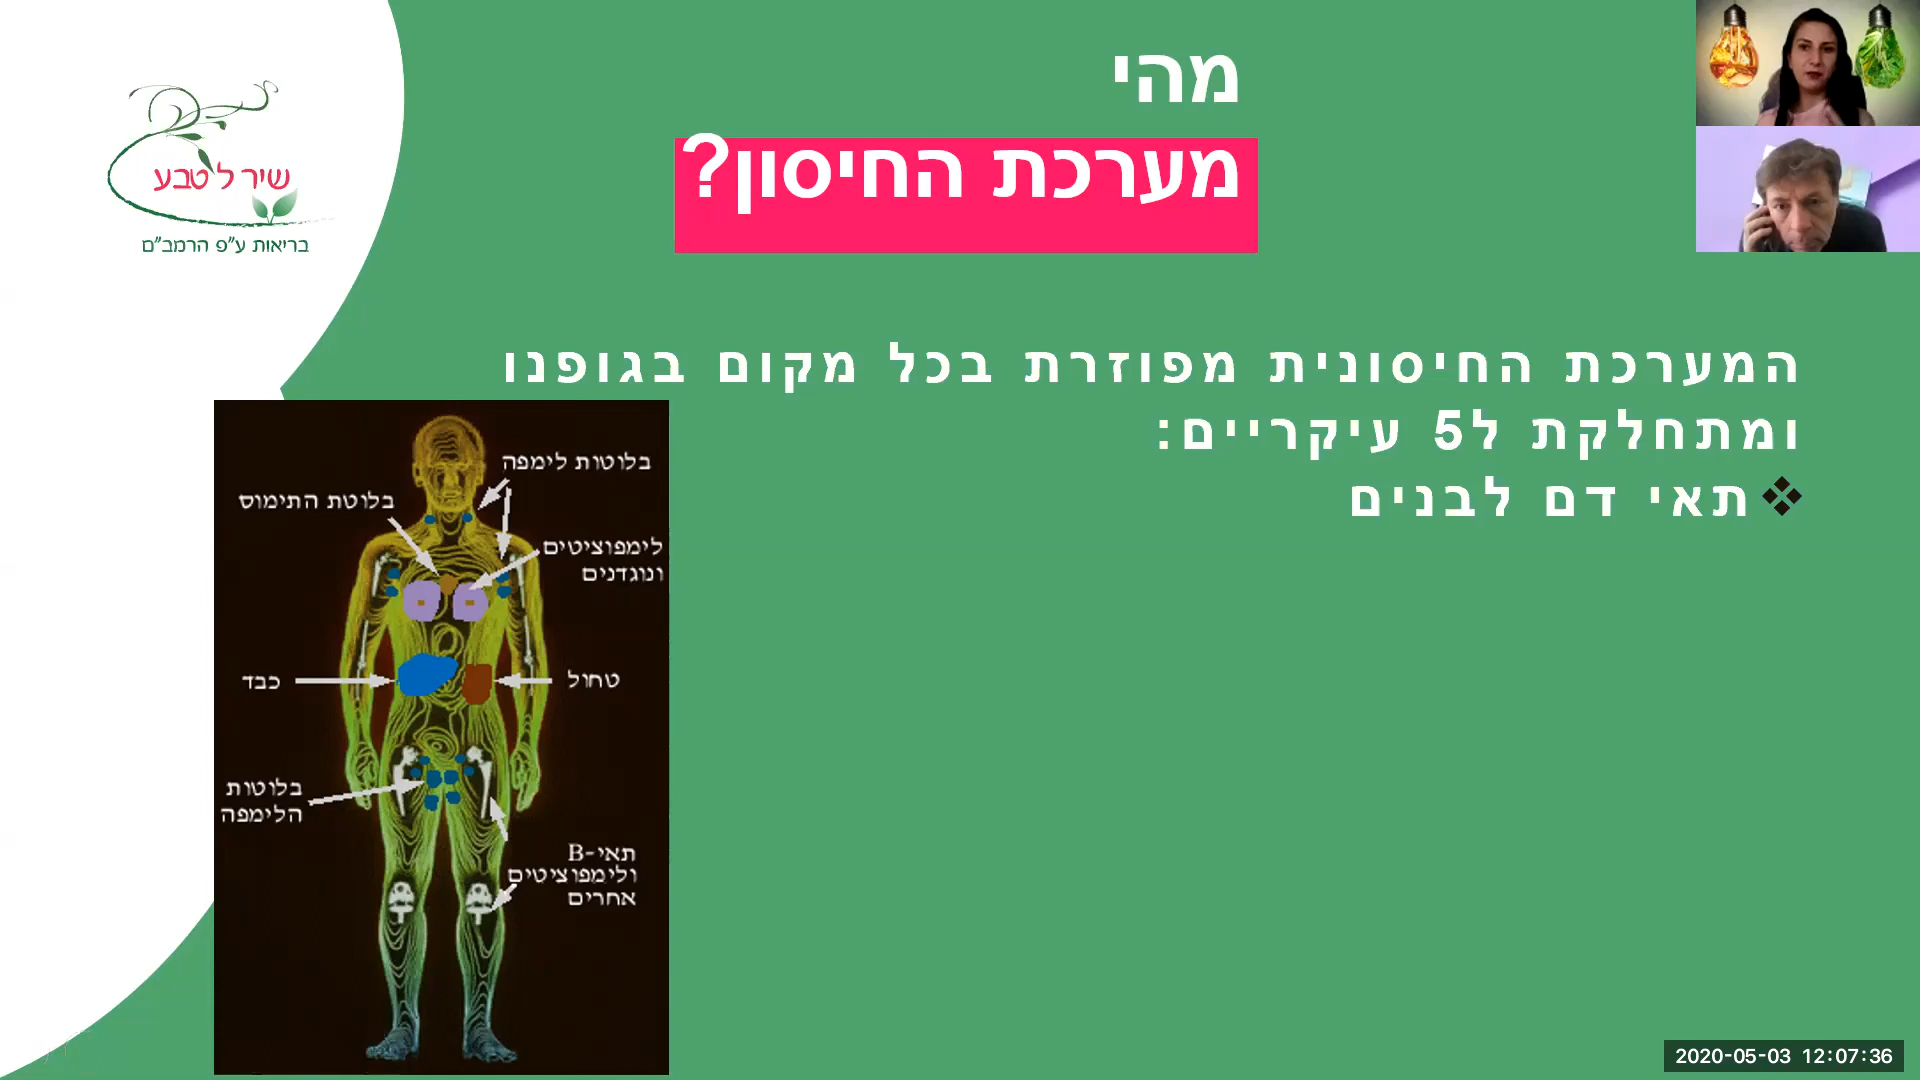 מהי
מערכת החיסון?
שיר ל טבע
בריאות ע"פ הרמב"ם
המערכת החיסונית מפוזרת בכל מקום בגופנו
ומתחלקת ל5 עיקריים:
❖תאי דם לבנים
בלוטות לימפה
בלוטת התימוס
לימפוציטים
ונוגדנים
כבד
טחול
בלוטות
הלימפה
תאי-B
ולימפוציטים
אחרים
2020-05-03 12:07:36